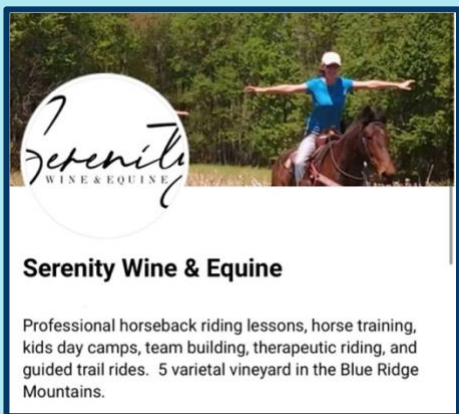 Serenity
WINE & EQUINE
Serenity Wine & Equine
Professional horseback riding lessons, horse training,
kids day camps, team building, therapeutic riding, and
guided trail rides.  5 varietal vineyard in the Blue Ridge
Mountains.